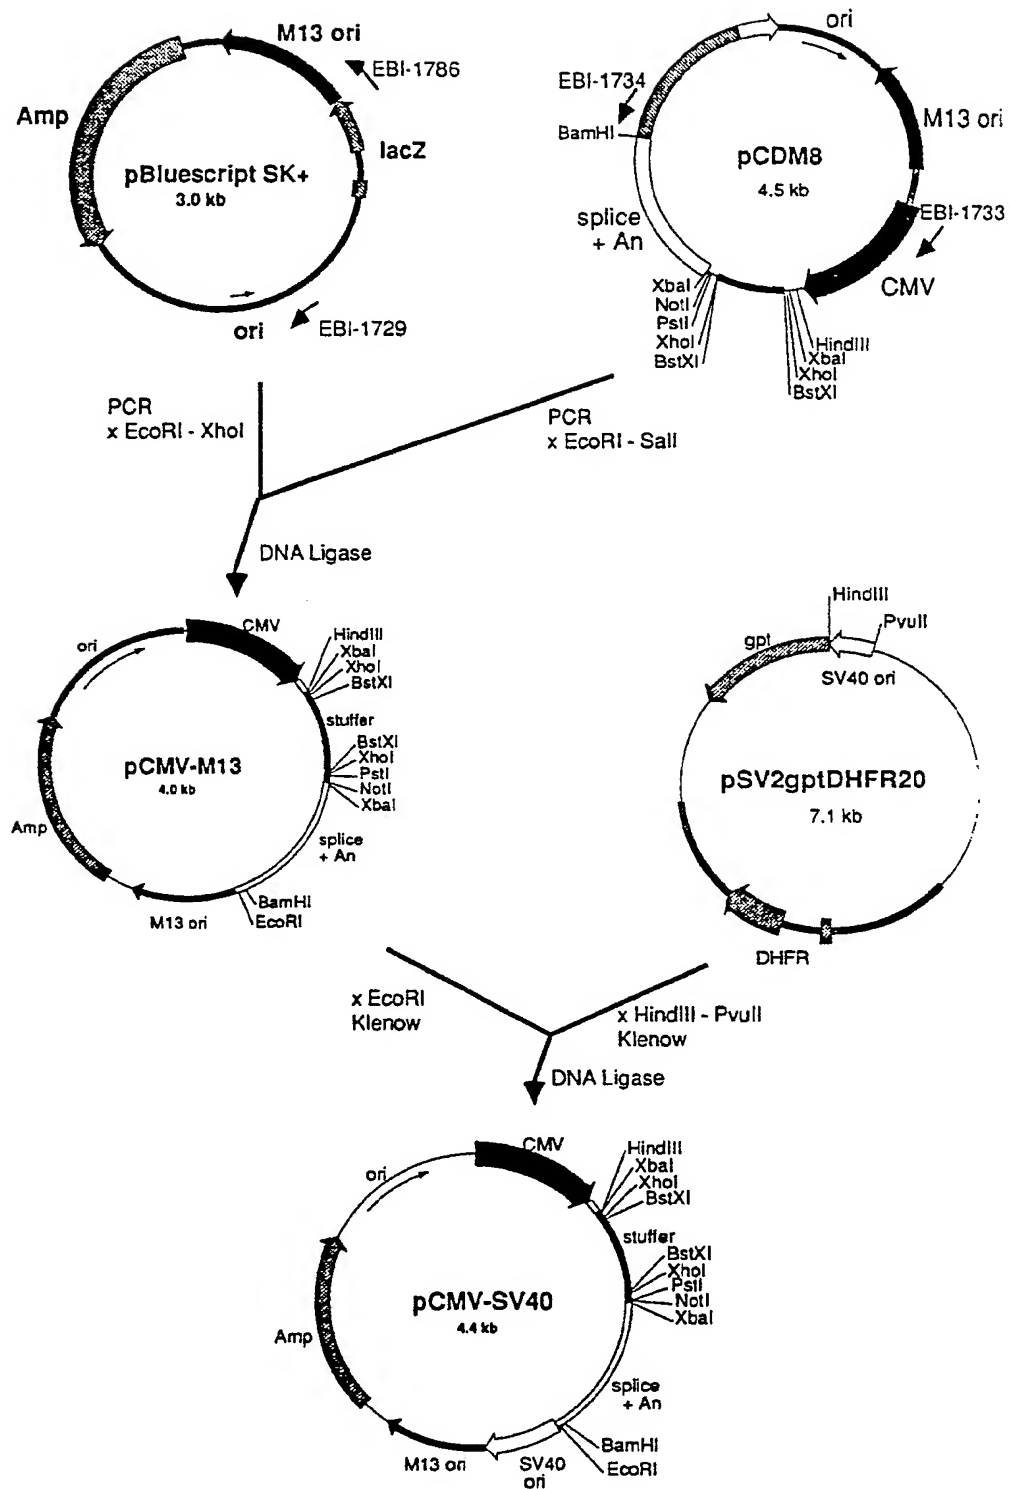 M13 ori
EBI-1786
Amp
lacZ
pBluescript SK+
3.0 kb
ori
EBI-1729
ori
EBI-1734
BamHI
M13 ori
pCDM8
4.5 kb
EBI-1733
splice
+ An
CMV
XbaI
NotI
PstI
XhoI
BstXI
HindIII
XbaI
XhoI
BstXI
PCR
x EcoRI - XhoI
PCR
x EcoRI - SalI
DNA Ligase
CMV
ori
HindIII
XbaI
XhoI
BstXI
stuffer
BstXI
XhoI
PstI
NotI
XbaI
pCMV-M13
4.0 kb
Amp
splice
+ An
BamHI
EcoRI
M13 ori
HindIII
PvuII
gpt
SV40 ori
pSV2gptDHFR20
7.1 kb
DHFR
x EcoRI
Klenow
x HindIII - PvuII
Klenow
DNA Ligase
CMV
ori
HindIII
XbaI
XhoI
BstXI
stuffer
BstXI
XhoI
PstI
NotI
XbaI
pCMV-SV40
4.4 kb
Amp
splice
+ An
BamHI
EcoRI
M13 ori
SV40
ori